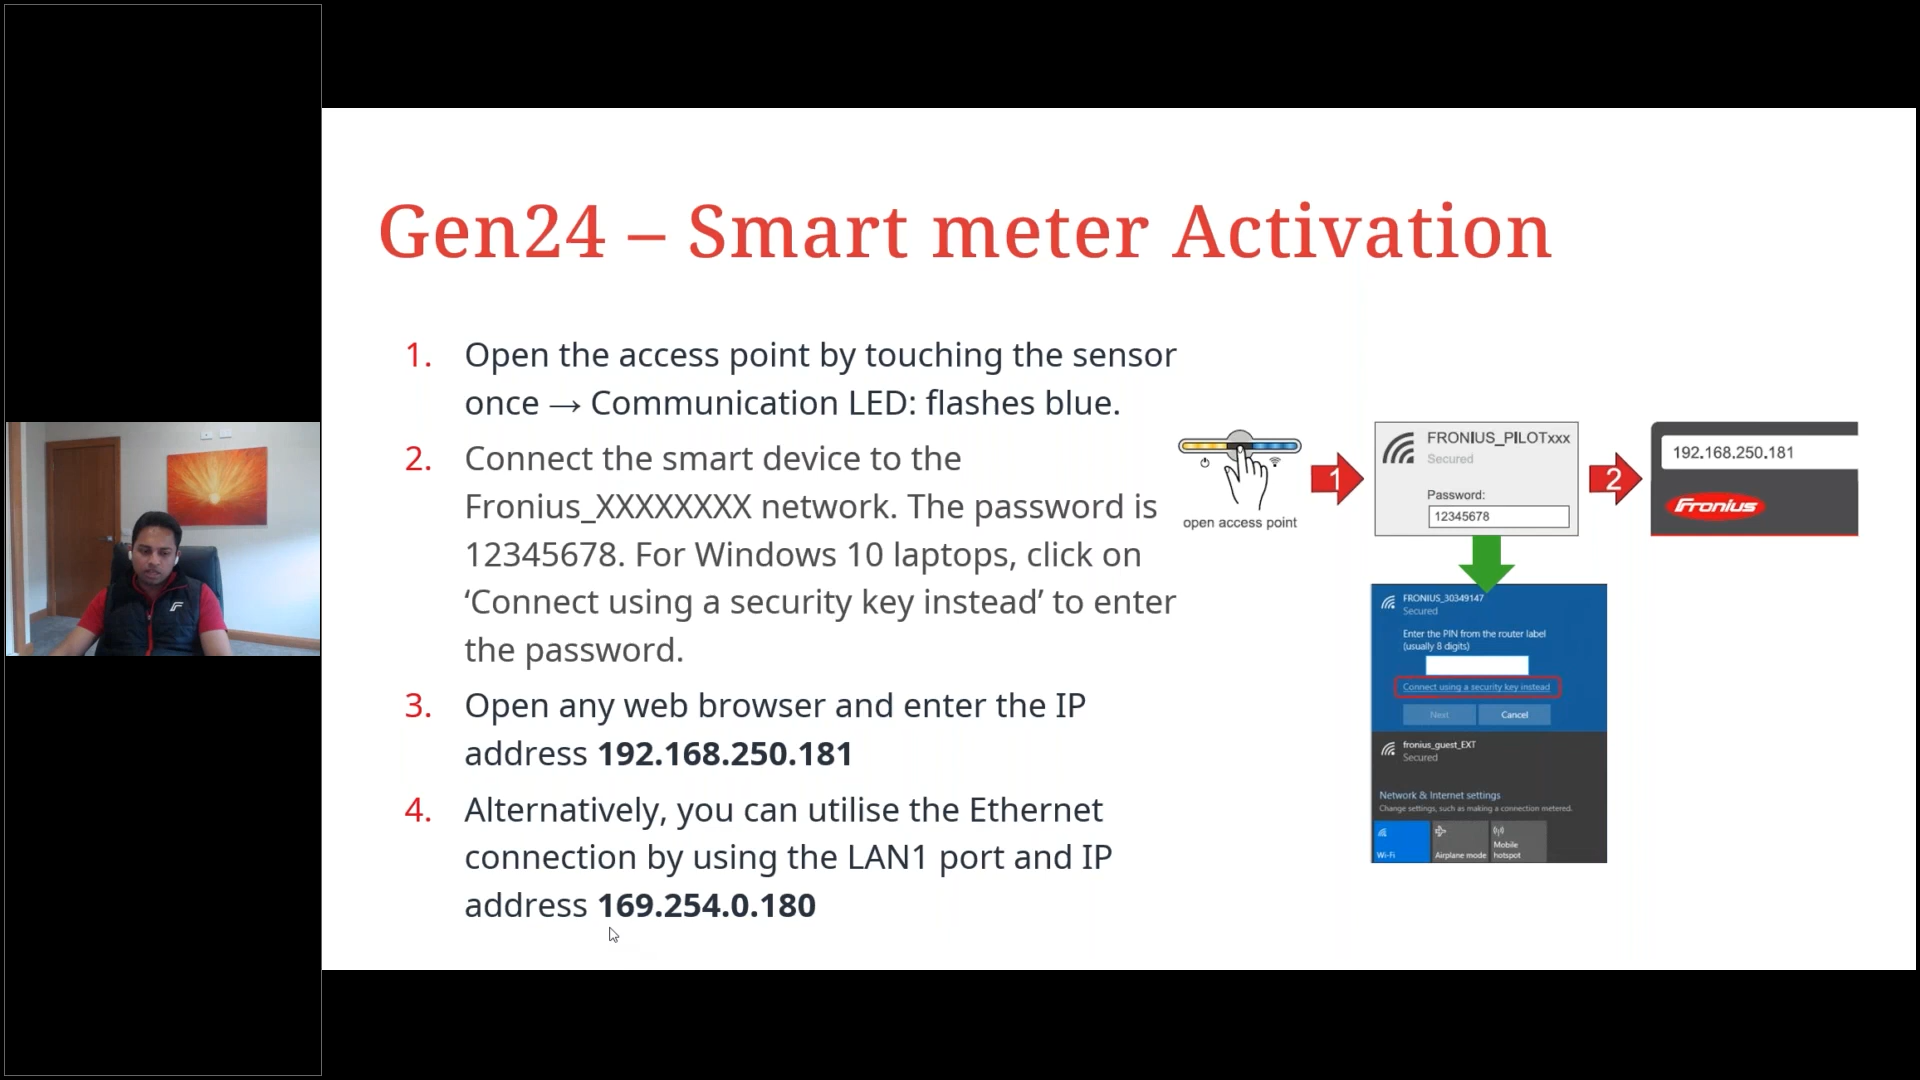 Gen24 – Smart meter Activation
1. Open the access point by touching the sensor
once → Communication LED: flashes blue.
2. Connect the smart device to the
Fronius_XXXXXXXX network. The password is
12345678. For Windows 10 laptops, click on
‘Connect using a security key instead’ to enter
the password.
3. Open any web browser and enter the IP
address 192.168.250.181
4. Alternatively, you can utilise the Ethernet
connection by using the LAN1 port and IP
address 169.254.0.180
open access point
1
FRONIUS_PILOTxxx
Secured
Password:
12345678
2
192.168.250.181
Fronius
FRONIUS_30349147
Secured
Enter the PIN from the router label
(usually 8 digits)
Connect using a security key instead
Next
Cancel
fronius_guest_EXT
Secured
Network & Internet settings
Change settings, such as making a connection metered.
Wi-Fi
Airplane mode
Mobile
hotspot